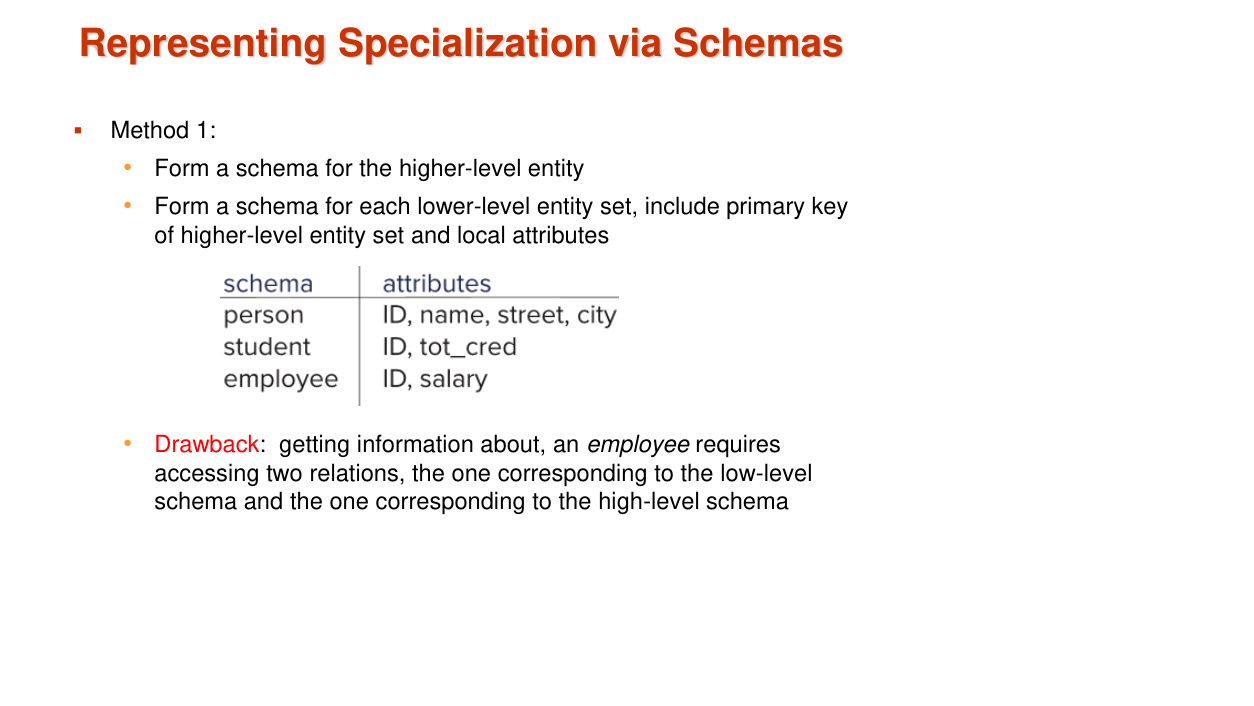 Representing Specialization via Schemas
▪ Method 1:
• Form a schema for the higher-level entity
• Form a schema for each lower-level entity set, include primary key
of higher-level entity set and local attributes
schema attributes
person ID, name, street, city
student ID, tot_cred
employee ID, salary
• Drawback:  getting information about, an employee requires
accessing two relations, the one corresponding to the low-level
schema and the one corresponding to the high-level schema